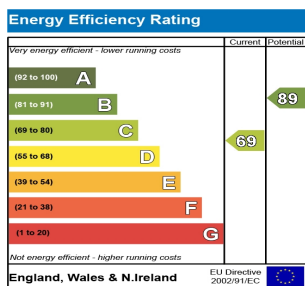 Energy Efficiency Rating
Current Potential
Very energy efficient - lower running costs
(92 to 100) A
(81 to 91) B
89
(69 to 80) C
69
(55 to 68) D
(39 to 54) E
(21 to 38) F
(1 to 20) G
Not energy efficient - higher running costs
England, Wales & N.Ireland
EU Directive
2002/91/EC